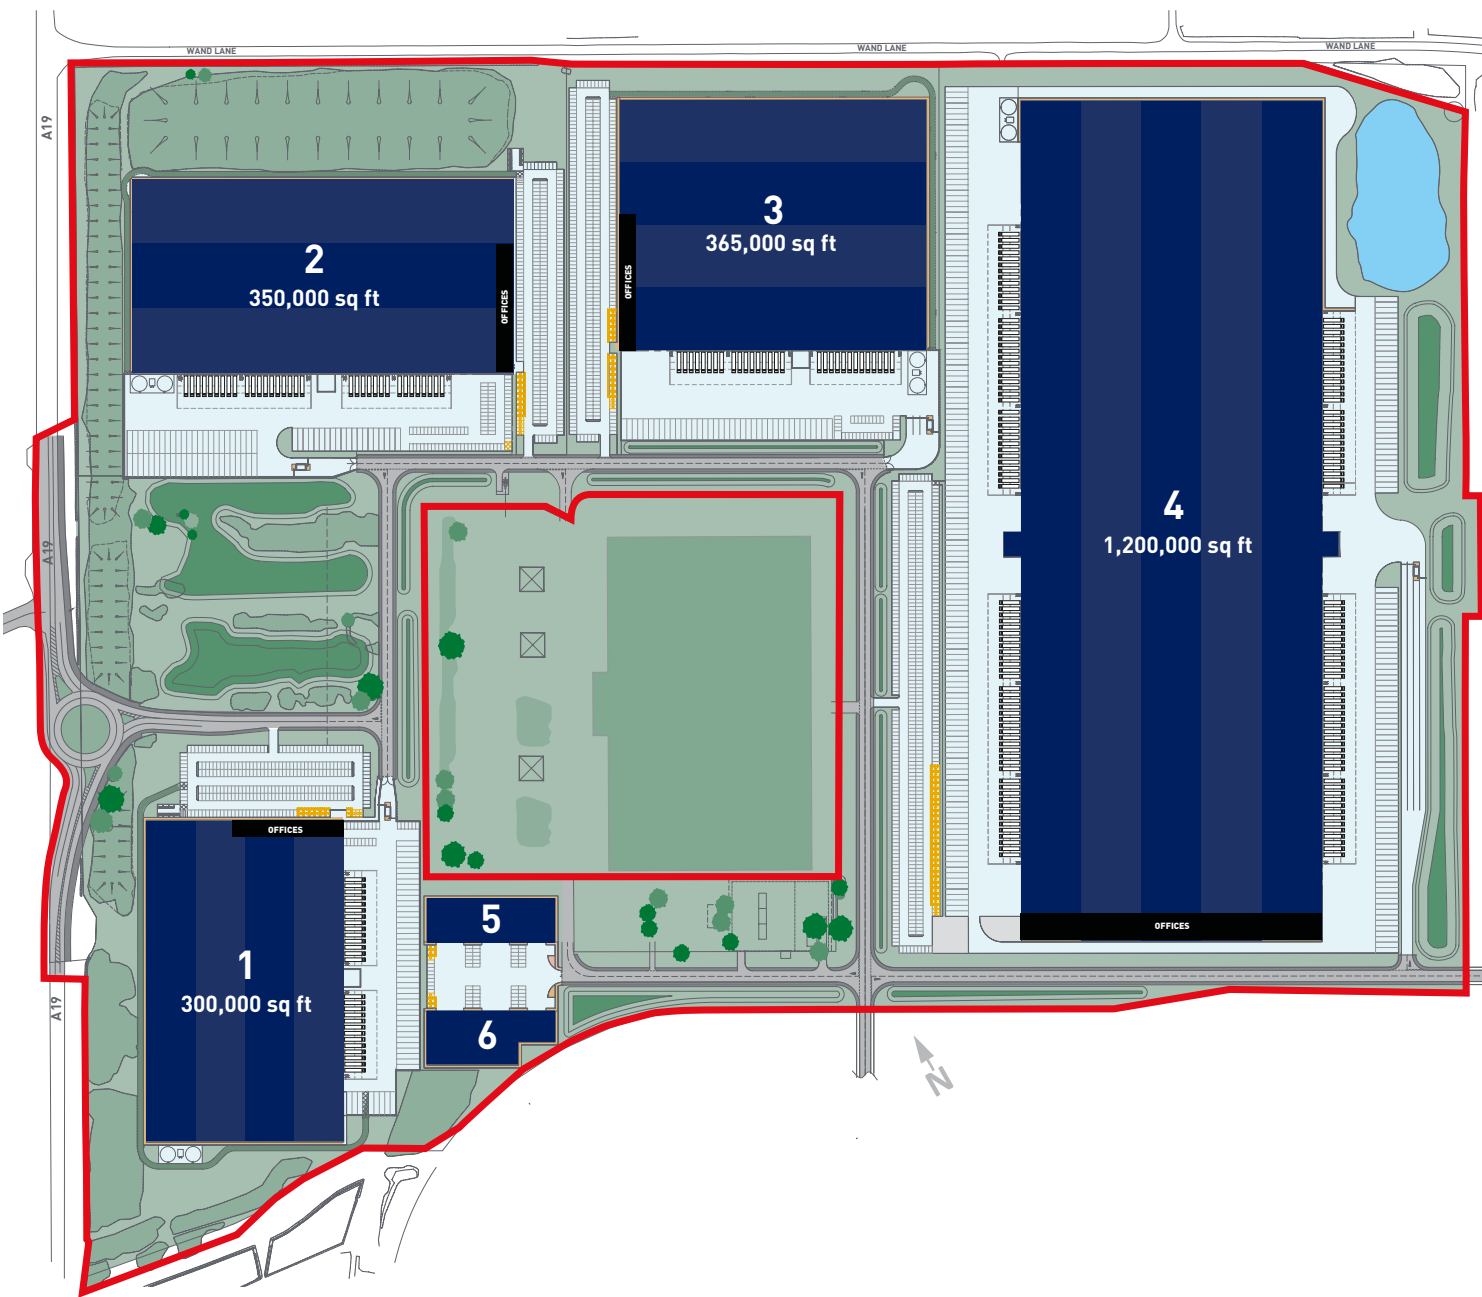 WAND LANE
WAND LANE
WAND LANE
A19
2
350,000 sq ft
OFFICES
3
365,000 sq ft
OFFICES
4
1,200,000 sq ft
OFFICES
A19
OFFICES
1
300,000 sq ft
5
6
A19
N